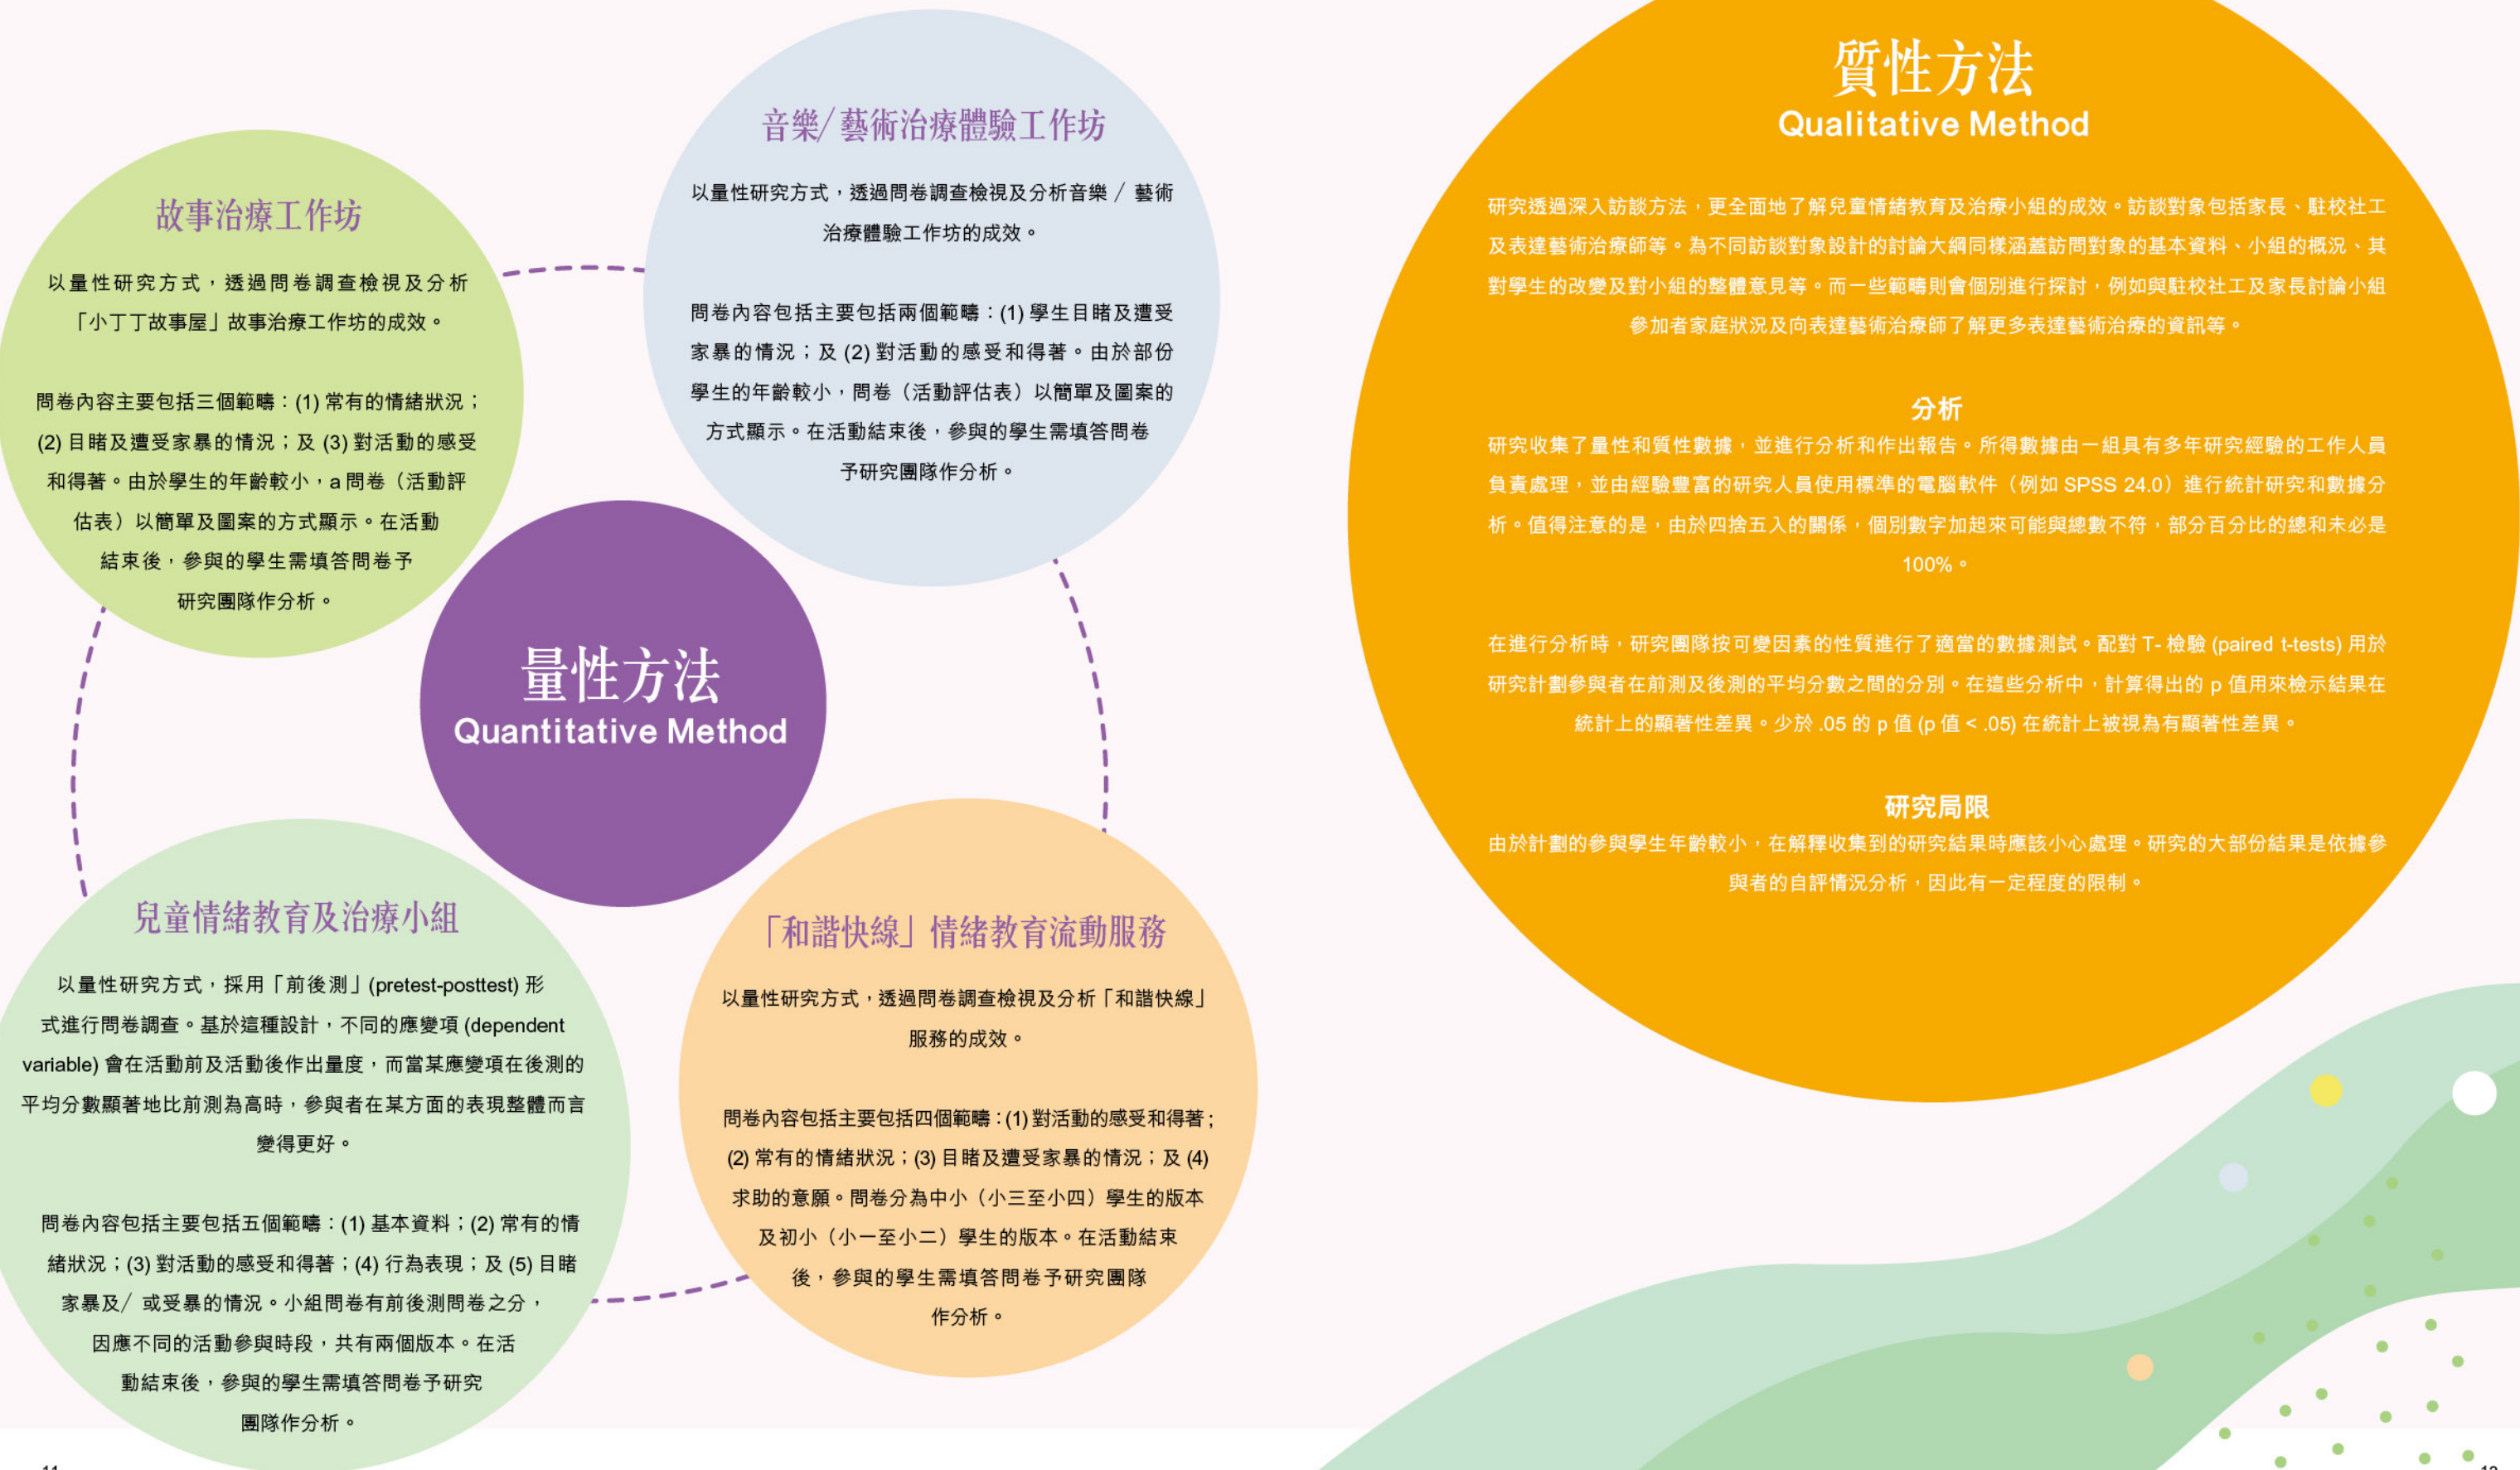 故事治療工作坊
以量性研究方式，透過問卷調查檢視及分析
「小丁丁故事屋」故事治療工作坊的成效。
問卷內容主要包括三個範疇：(1) 常有的情緒狀況；
(2) 目睹及遭受家暴的情況；及 (3) 對活動的感受
和得著。由於學生的年齡較小，a 問卷（活動評
估表）以簡單及圖案的方式顯示。在活動
結束後，參與的學生需填答問卷予
研究團隊作分析。
音樂/ 藝術治療體驗工作坊
以量性研究方式，透過問卷調查檢視及分析音樂 / 藝術
治療體驗工作坊的成效。
問卷內容包括主要包括兩個範疇：(1) 學生目睹及遭受
家暴的情況；及 (2) 對活動的感受和得著。由於部份
學生的年齡較小，問卷（活動評估表）以簡單及圖案的
方式顯示。在活動結束後，參與的學生需填答問卷
予研究團隊作分析。
量性方法
Quantitative Method
兒童情緒教育及治療小組
以量性研究方式，採用「前後測」(pretest-posttest) 形
式進行問卷調查。基於這種設計，不同的應變項 (dependent
variable) 會在活動前及活動後作出量度，而當某應變項在後測的
平均分數顯著地比前測為高時，參與者在某方面的表現整體而言
變得更好。
問卷內容包括主要包括五個範疇：(1) 基本資料；(2) 常有的情
緒狀況；(3) 對活動的感受和得著；(4) 行為表現；及 (5) 目睹
家暴及/ 或受暴的情況。小組問卷有前後測問卷之分，
因應不同的活動參與時段，共有兩個版本。在活
動結束後，參與的學生需填答問卷予研究
團隊作分析。
「和諧快線」情緒教育流動服務
以量性研究方式，透過問卷調查檢視及分析「和諧快線」
服務的成效。
問卷內容包括主要包括四個範疇：(1) 對活動的感受和得著；
(2) 常有的情緒狀況；(3) 目睹及遭受家暴的情況；及 (4)
求助的意願。問卷分為中小（小三至小四）學生的版本
及初小（小一至小二）學生的版本。在活動結束
後，參與的學生需填答問卷予研究團隊
作分析。
質性方法
Qualitative Method
研究透過深入訪談方法，更全面地了解兒童情緒教育及治療小組的成效。訪談對象包括家長、駐校社工
及表達藝術治療師等。為不同訪談對象設計的討論大綱同樣涵蓋訪問對象的基本資料、小組的概況、其
對學生的改變及對小組的整體意見等。而一些範疇則會個別進行探討，例如與駐校社工及家長討論小組
參加者家庭狀況及向表達藝術治療師了解更多表達藝術治療的資訊等。
分析
研究收集了量性和質性數據，並進行分析和作出報告。所得數據由一組具有多年研究經驗的工作人員
負責處理，並由經驗豐富的研究人員使用標準的電腦軟件（例如 SPSS 24.0）進行統計研究和數據分
析。值得注意的是，由於四捨五入的關係，個別數字加起來可能與總數不符，部分百分比的總和未必是
100%。
在進行分析時，研究團隊按可變因素的性質進行了適當的數據測試。配對 T- 檢驗 (paired t-tests) 用於
研究計劃參與者在前測及後測的平均分數之間的分別。在這些分析中，計算得出的 p 值用來檢示結果在
統計上的顯著性差異。少於 .05 的 p 值 (p 值 < .05) 在統計上被視為有顯著性差異。
研究局限
由於計劃的參與學生年齡較小，在解釋收集到的研究結果時應該小心處理。研究的大部份結果是依據參
與者的自評情況分析，因此有一定程度的限制。